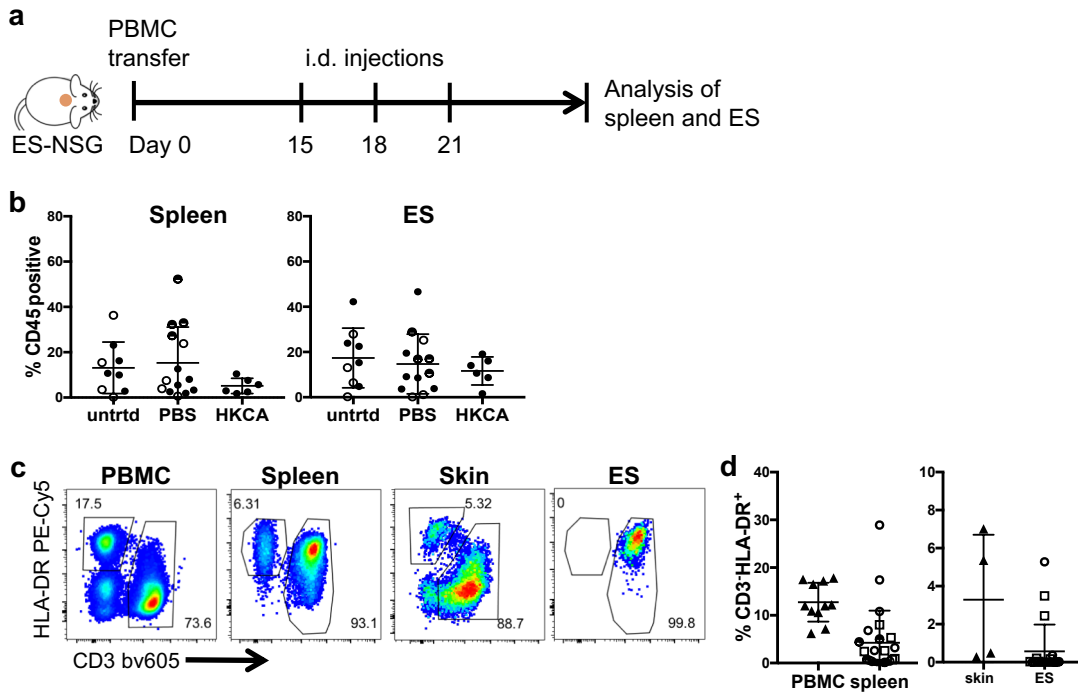 a
PBMC
transfer
i.d. injections
Analysis of
spleen and ES
ES-NSG
Day 0
15
18
21
b
Spleen
ES
% CD45 positive
80
60
40
20
0
untrtd
PBS
HKCA
80
60
40
20
0
untrtd
PBS
HKCA
c
PBMC
Spleen
Skin
ES
HLA-DR PE-Cy5
17.5
73.6
6.31
93.1
5.32
88.7
0
99.8
CD3 bv605
d
% CD3-HLA-DR+
40
30
20
10
0
PBMC spleen
10
8
6
4
2
0
skin
ES